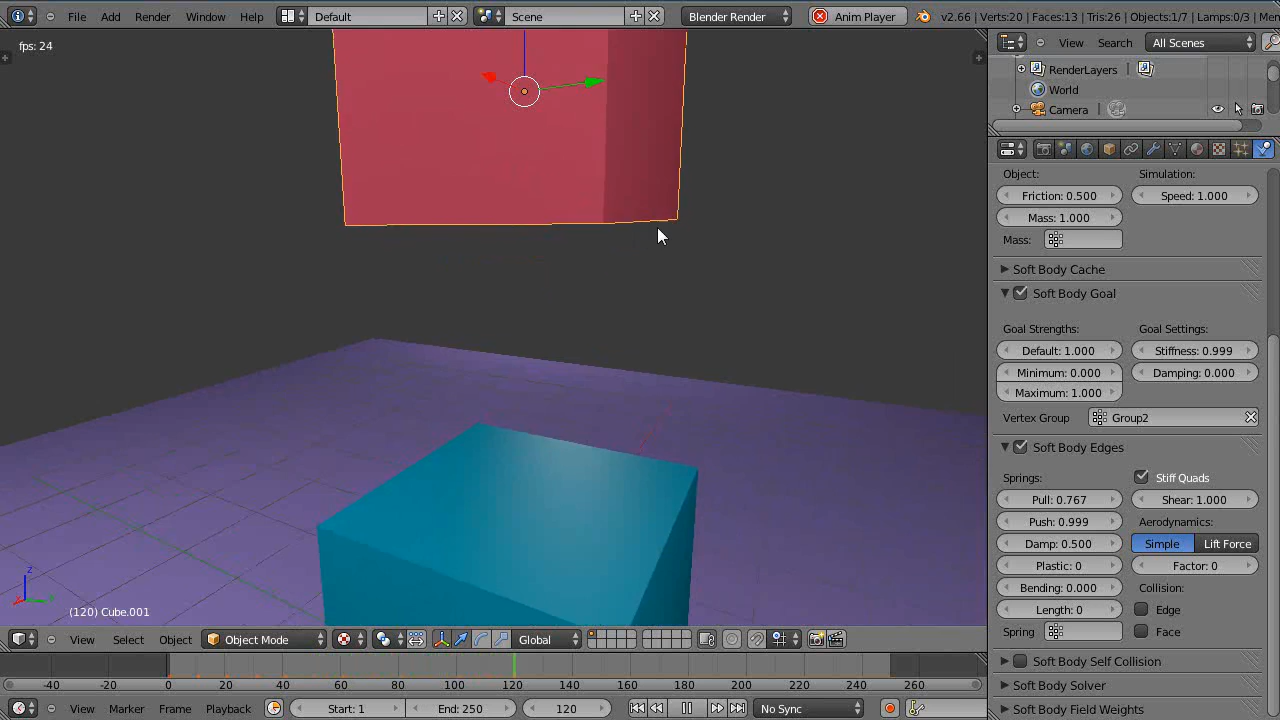 File Add Render Window Help Default Scene Blender Render Anim Player v2.66 | Verts:20 | Faces:13 | Tris:26 | Objects:1/7 | Lamps:0/3 | Mem
fps: 24
View Search All Scenes
RenderLayers
World
Camera
Object: Simulation:
Friction: 0.500 Speed: 1.000
Mass: 1.000
Mass:
Soft Body Cache
Soft Body Goal
Goal Strengths: Goal Settings:
Default: 1.000 Stiffness: 0.999
Minimum: 0.000 Damping: 0.000
Maximum: 1.000
Vertex Group Group2
Soft Body Edges
Springs: Stiff Quads
Pull: 0.767 Shear: 1.000
Push: 0.999 Aerodynamics:
Damp: 0.500 Simple Lift Force
Plastic: 0 Factor: 0
Bending: 0.000 Collision:
Length: 0 Edge
Spring Face
Soft Body Self Collision
Soft Body Solver
Soft Body Field Weights
z
x y
(120) Cube.001
View Select Object Object Mode Global
-40 -20 0 20 40 60 80 100 120 140 160 180 200 220 240 260
View Marker Frame Playback Start: 1 End: 250 120 No Sync